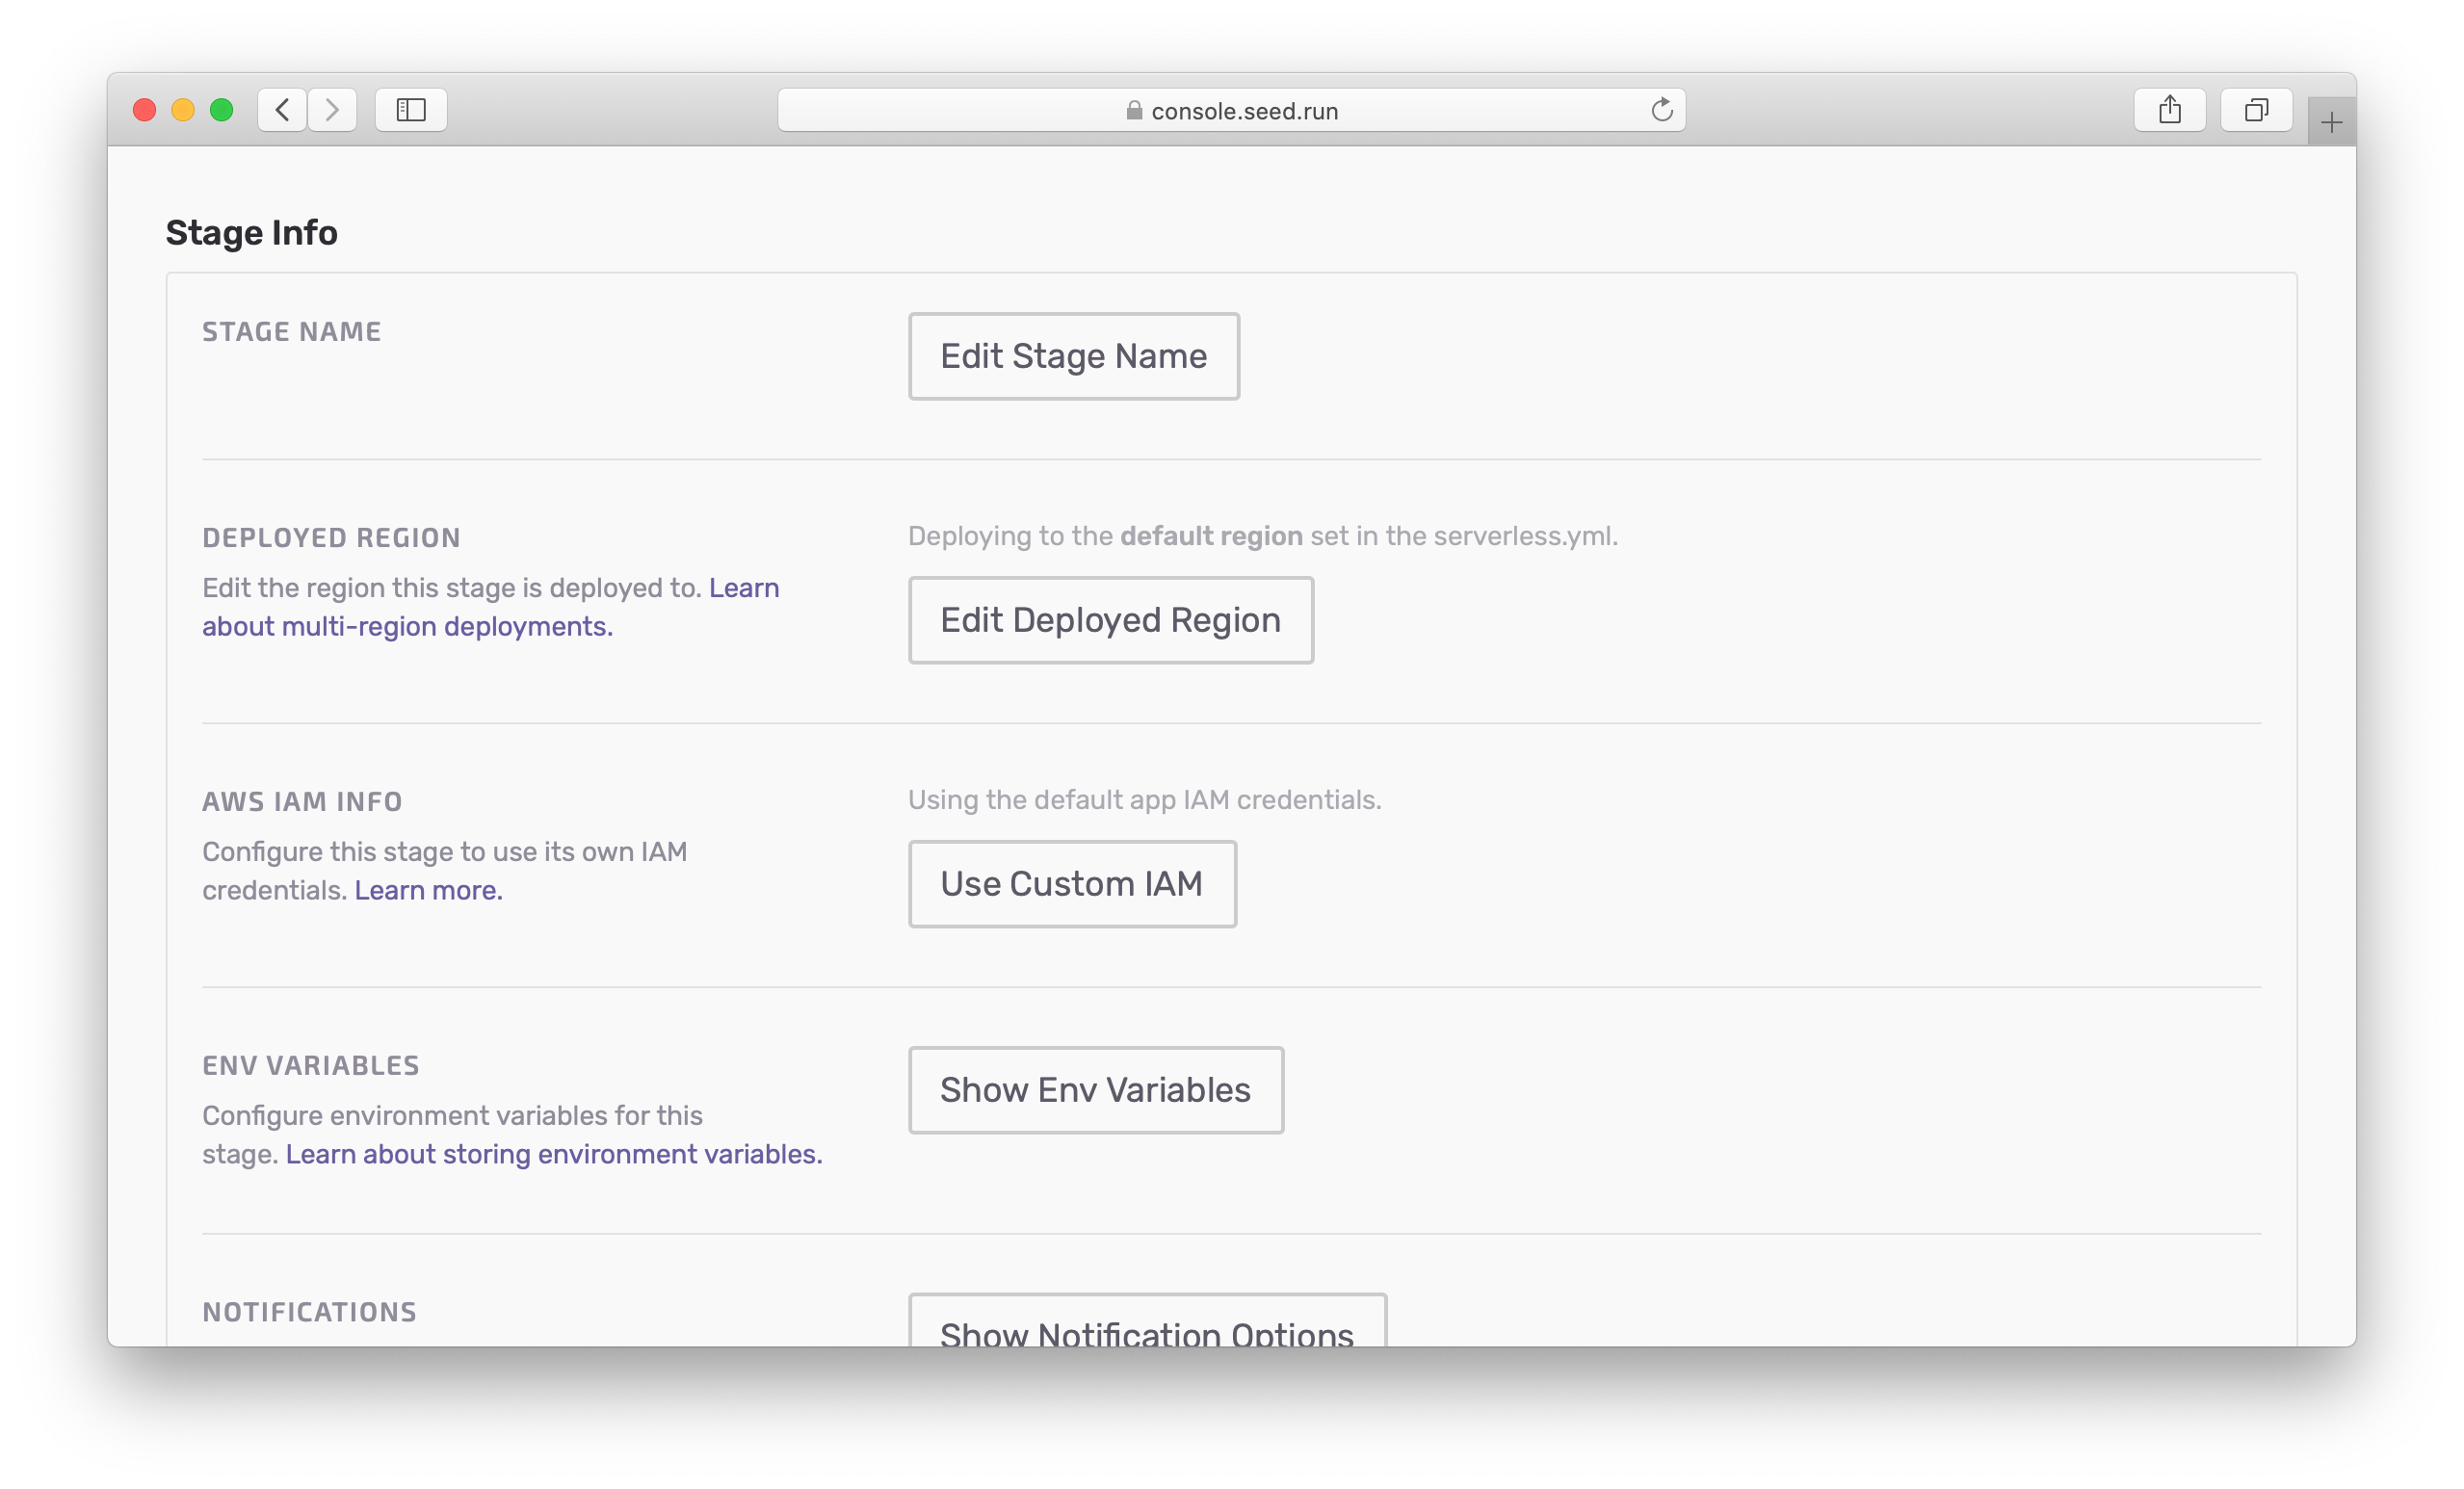 console.seed.run
Stage Info
STAGE NAME
Edit Stage Name
DEPLOYED REGION
Edit the region this stage is deployed to. Learn
about multi-region deployments.
Deploying to the default region set in the serverless.yml.
Edit Deployed Region
AWS IAM INFO
Configure this stage to use its own IAM
credentials. Learn more.
Using the default app IAM credentials.
Use Custom IAM
ENV VARIABLES
Configure environment variables for this
stage. Learn about storing environment variables.
Show Env Variables
NOTIFICATIONS
Show Notification Options